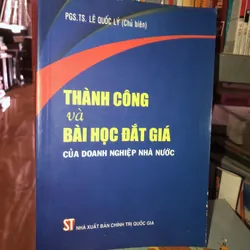 PGS.TS. LÊ QUỐC LÝ (Chủ biên)
THÀNH CÔNG
và
BÀI HỌC ĐẮT GIÁ
CỦA DOANH NGHIỆP NHÀ NƯỚC
ST NHÀ XUẤT BẢN CHÍNH TRỊ QUỐC GIA